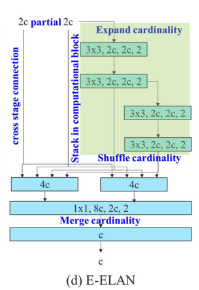 2c partial 2c
Expand cardinality
3x3, 2c, 2c, 2
3x3, 2c, 2c, 2
cross stage connection
Stack in computational block
3x3, 2c, 2c, 2
3x3, 2c, 2c, 2
Shuffle cardinality
4c 4c
1x1, 8c, 2c, 2
Merge cardinality
c
c
(d) E-ELAN